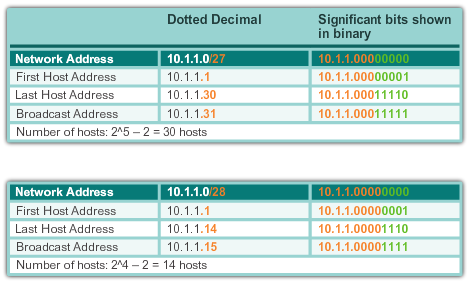 Dotted Decimal Significant bits shown
in binary
Network Address 10.1.1.0/27 10.1.1.00000000
First Host Address 10.1.1.1 10.1.1.00000001
Last Host Address 10.1.1.30 10.1.1.00011110
Broadcast Address 10.1.1.31 10.1.1.00011111
Number of hosts: 2^5 – 2 = 30 hosts
Network Address 10.1.1.0/28 10.1.1.00000000
First Host Address 10.1.1.1 10.1.1.00000001
Last Host Address 10.1.1.14 10.1.1.00001110
Broadcast Address 10.1.1.15 10.1.1.00001111
Number of hosts: 2^4 – 2 = 14 hosts